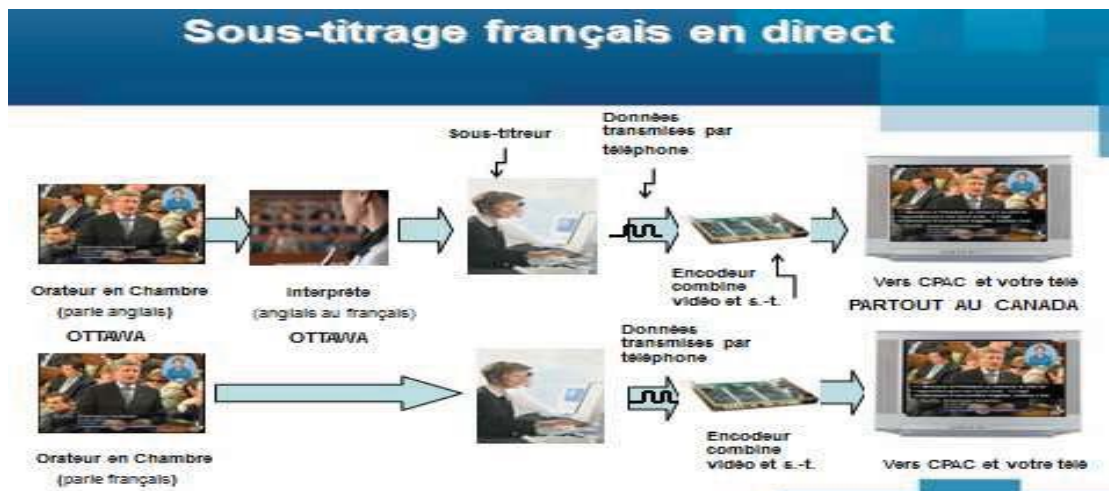 Sous-titrage français en direct
Sous-titreur
Données
transmises par
téléphone
Orateur en Chambre
(parle anglais)
OTTAWA
Interprète
(anglais au français)
OTTAWA
Encodeur
combine
vidéo et s.-t.
Vers CPAC et votre télé
PARTOUT AU CANADA
Données
transmises par
téléphone
Orateur en Chambre
(parle français)
Encodeur
combine
vidéo et s.-t.
Vers CPAC et votre télé